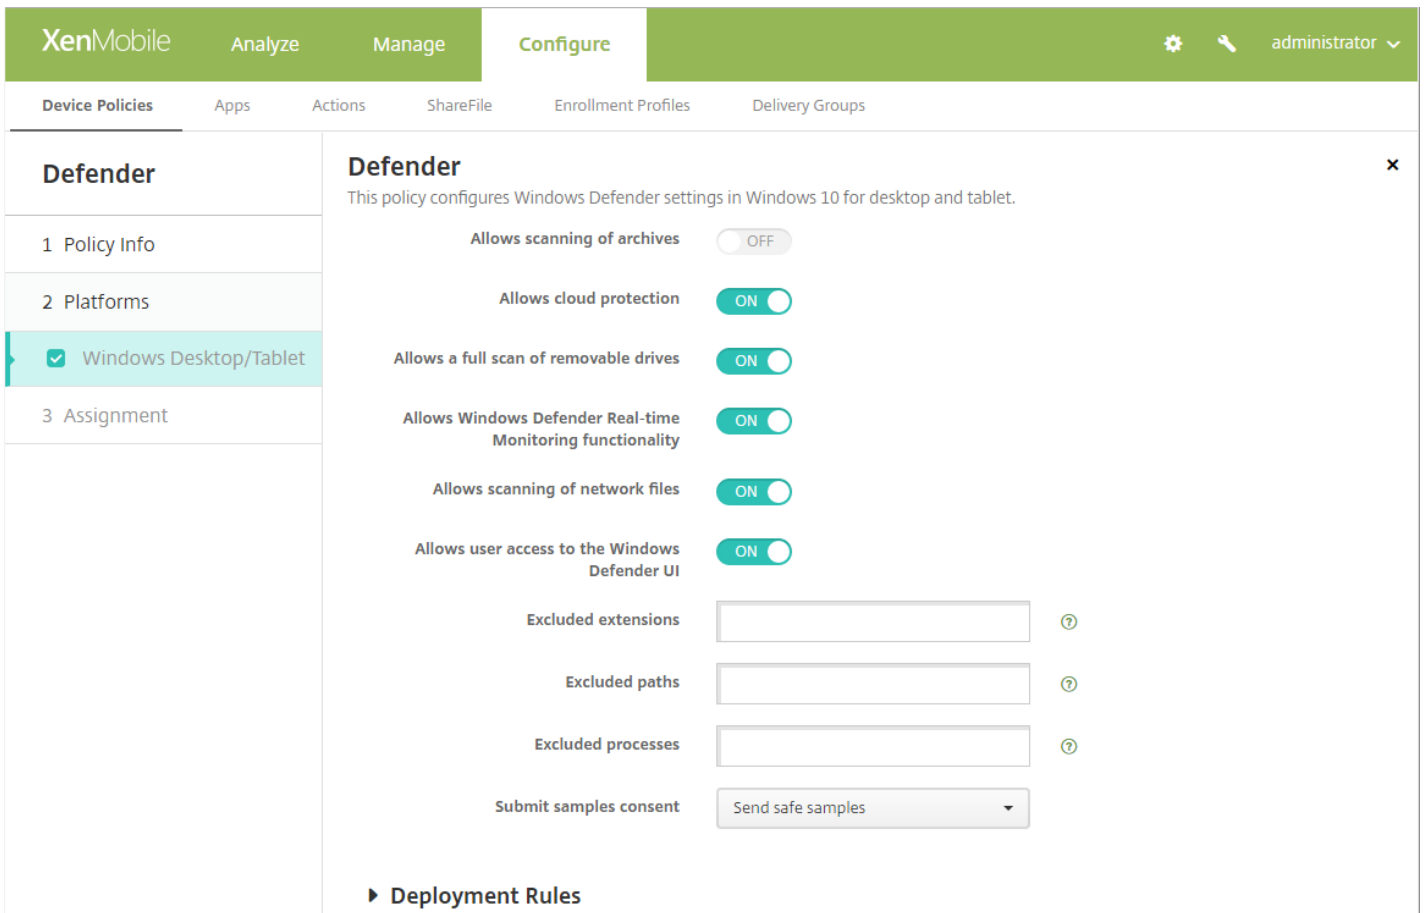 XenMobile Analyze Manage Configure administrator
Device Policies Apps Actions ShareFile Enrollment Profiles Delivery Groups
Defender
1 Policy Info
2 Platforms
Windows Desktop/Tablet
3 Assignment
Defender
This policy configures Windows Defender settings in Windows 10 for desktop and tablet.
Allows scanning of archives OFF
Allows cloud protection ON
Allows a full scan of removable drives ON
Allows Windows Defender Real-time
Monitoring functionality ON
Allows scanning of network files ON
Allows user access to the Windows
Defender UI ON
Excluded extensions ?
Excluded paths ?
Excluded processes ?
Submit samples consent Send safe samples
Deployment Rules